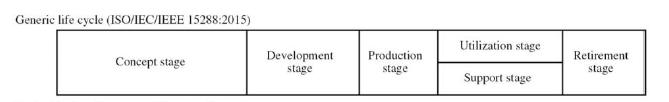 Generic life cycle (ISO/IEC/IEEE 15288:2015)
Concept stage
Development
stage
Production
stage
Utilization stage
Support stage
Retirement
stage